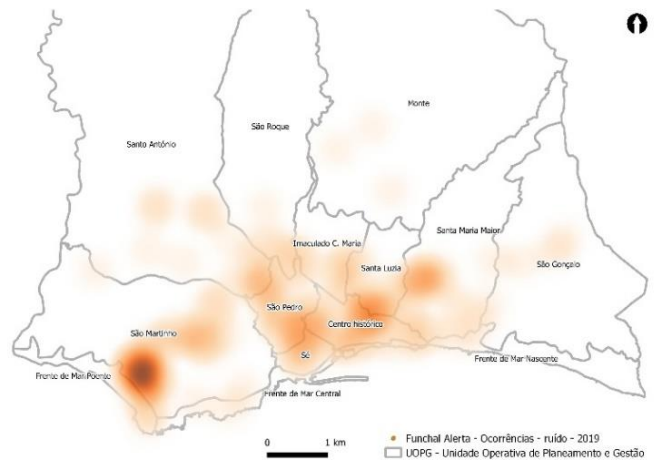 Monte
São Roque
Santo António
Santa Maria Maior
Imaculado C. Maria
São Gonçalo
Santa Luzia
São Pedro
Centro histórico
São Martinho
Sé
Frente de Mar Nascente
Frente de Mar Poente
Frente de Mar Central
Funchal Alerta - Ocorrências - ruído - 2019
0 1 km
UOPG - Unidade Operativa de Planeamento e Gestão